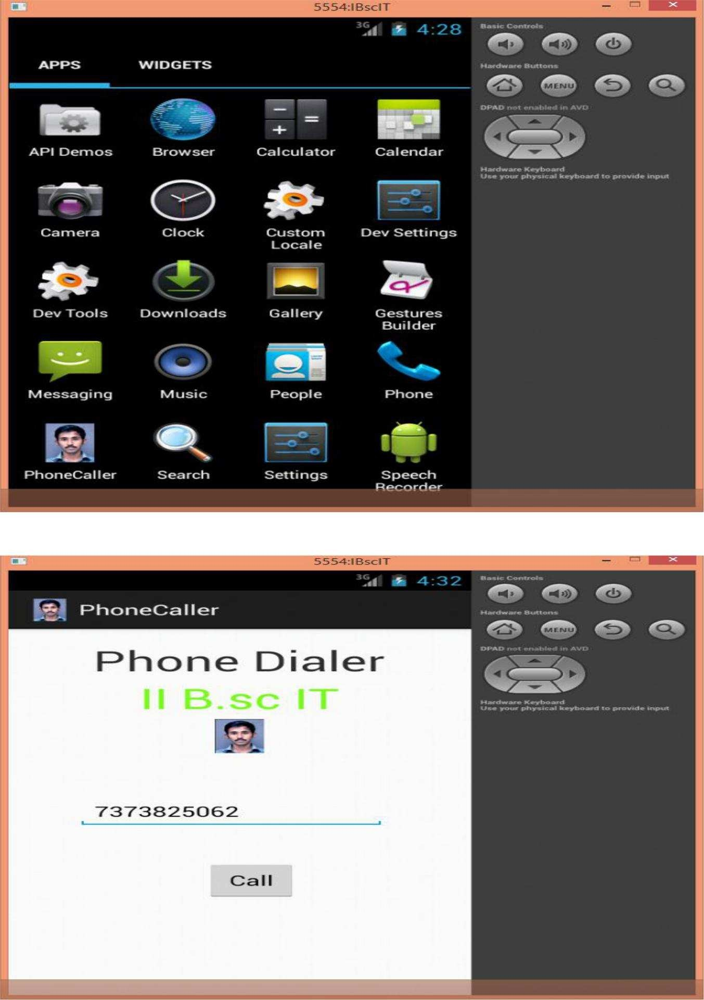 5554:IBscIT
3G 4:28
APPS WIDGETS
API Demos Browser Calculator Calendar
Camera Clock Custom Locale Dev Settings
Dev Tools Downloads Gallery Gestures Builder
Messaging Music People Phone
PhoneCaller Search Settings Speech Recorder
Basic Controls
Hardware Buttons
MENU
DPAD not enabled in AVD
Hardware Keyboard
Use your physical keyboard to provide input
5554:IBscIT
3G 4:32
PhoneCaller
Phone Dialer
II B.sc IT
7373825062
Call
Basic Controls
Hardware Buttons
MENU
DPAD not enabled in AVD
Hardware Keyboard
Use your physical keyboard to provide input